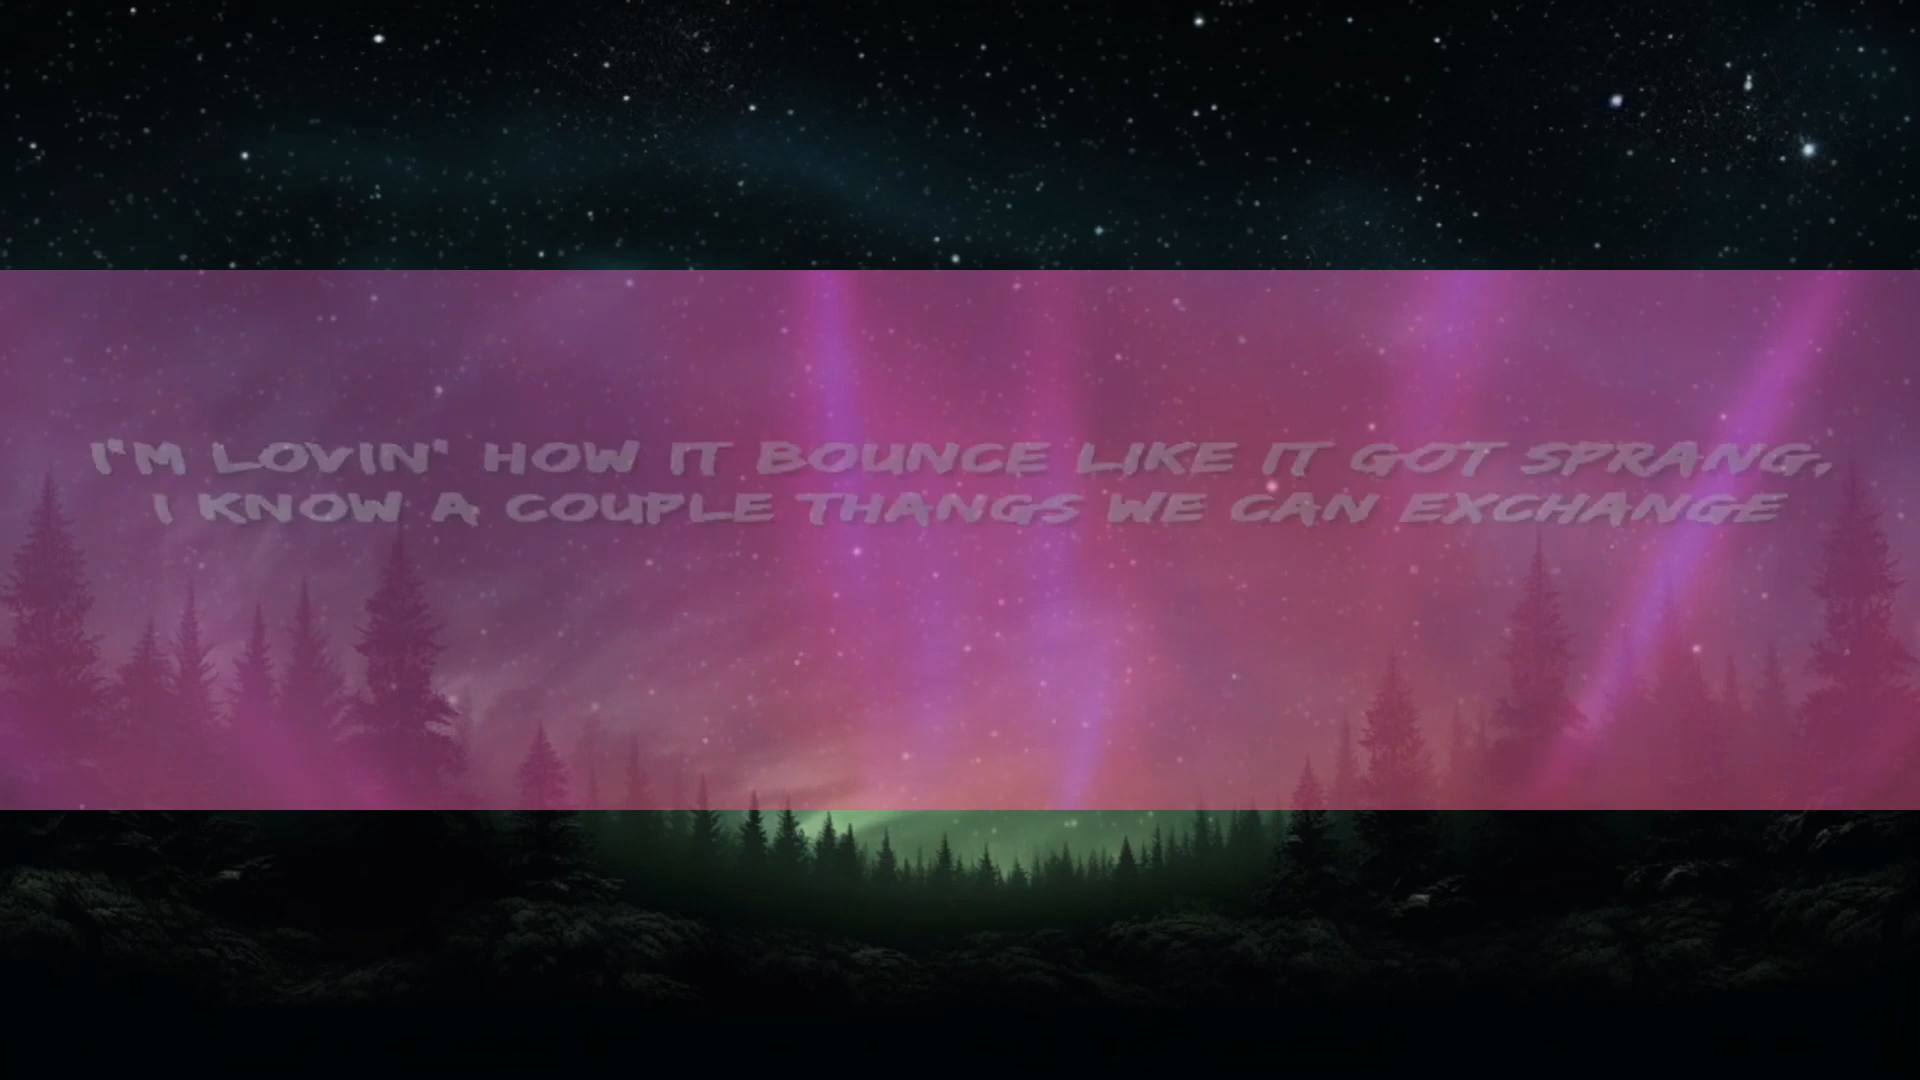 I'M LOVIN' HOW IT BOUNCE LIKE IT GOT SPRANG,
I KNOW A COUPLE THANGS WE CAN EXCHANGE